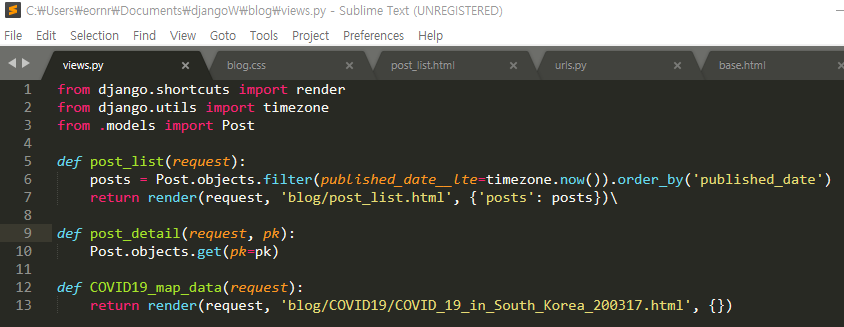 C:₩Users₩eornr₩Documents₩djangoW₩blog₩views.py - Sublime Text (UNREGISTERED)
File Edit Selection Find View Goto Tools Project Preferences Help
views.py × blog.css × post_list.html × urls.py × base.html
1 from django.shortcuts import render
2 from django.utils import timezone
3 from .models import Post
4
5 def post_list(request):
6     posts = Post.objects.filter(published_date__lte=timezone.now()).order_by('published_date')
7     return render(request, 'blog/post_list.html', {'posts': posts})\
8
9 def post_detail(request, pk):
10     Post.objects.get(pk=pk)
11
12 def COVID19_map_data(request):
13     return render(request, 'blog/COVID19/COVID_19_in_South_Korea_200317.html', {})